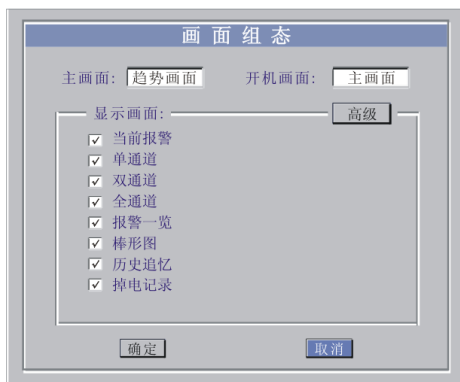 画面组态
主画面: 趋势画面 开机画面: 主画面
显示画面: 高级
当前报警
单通道
双通道
全通道
报警一览
棒形图
历史追忆
掉电记录
确定 取消